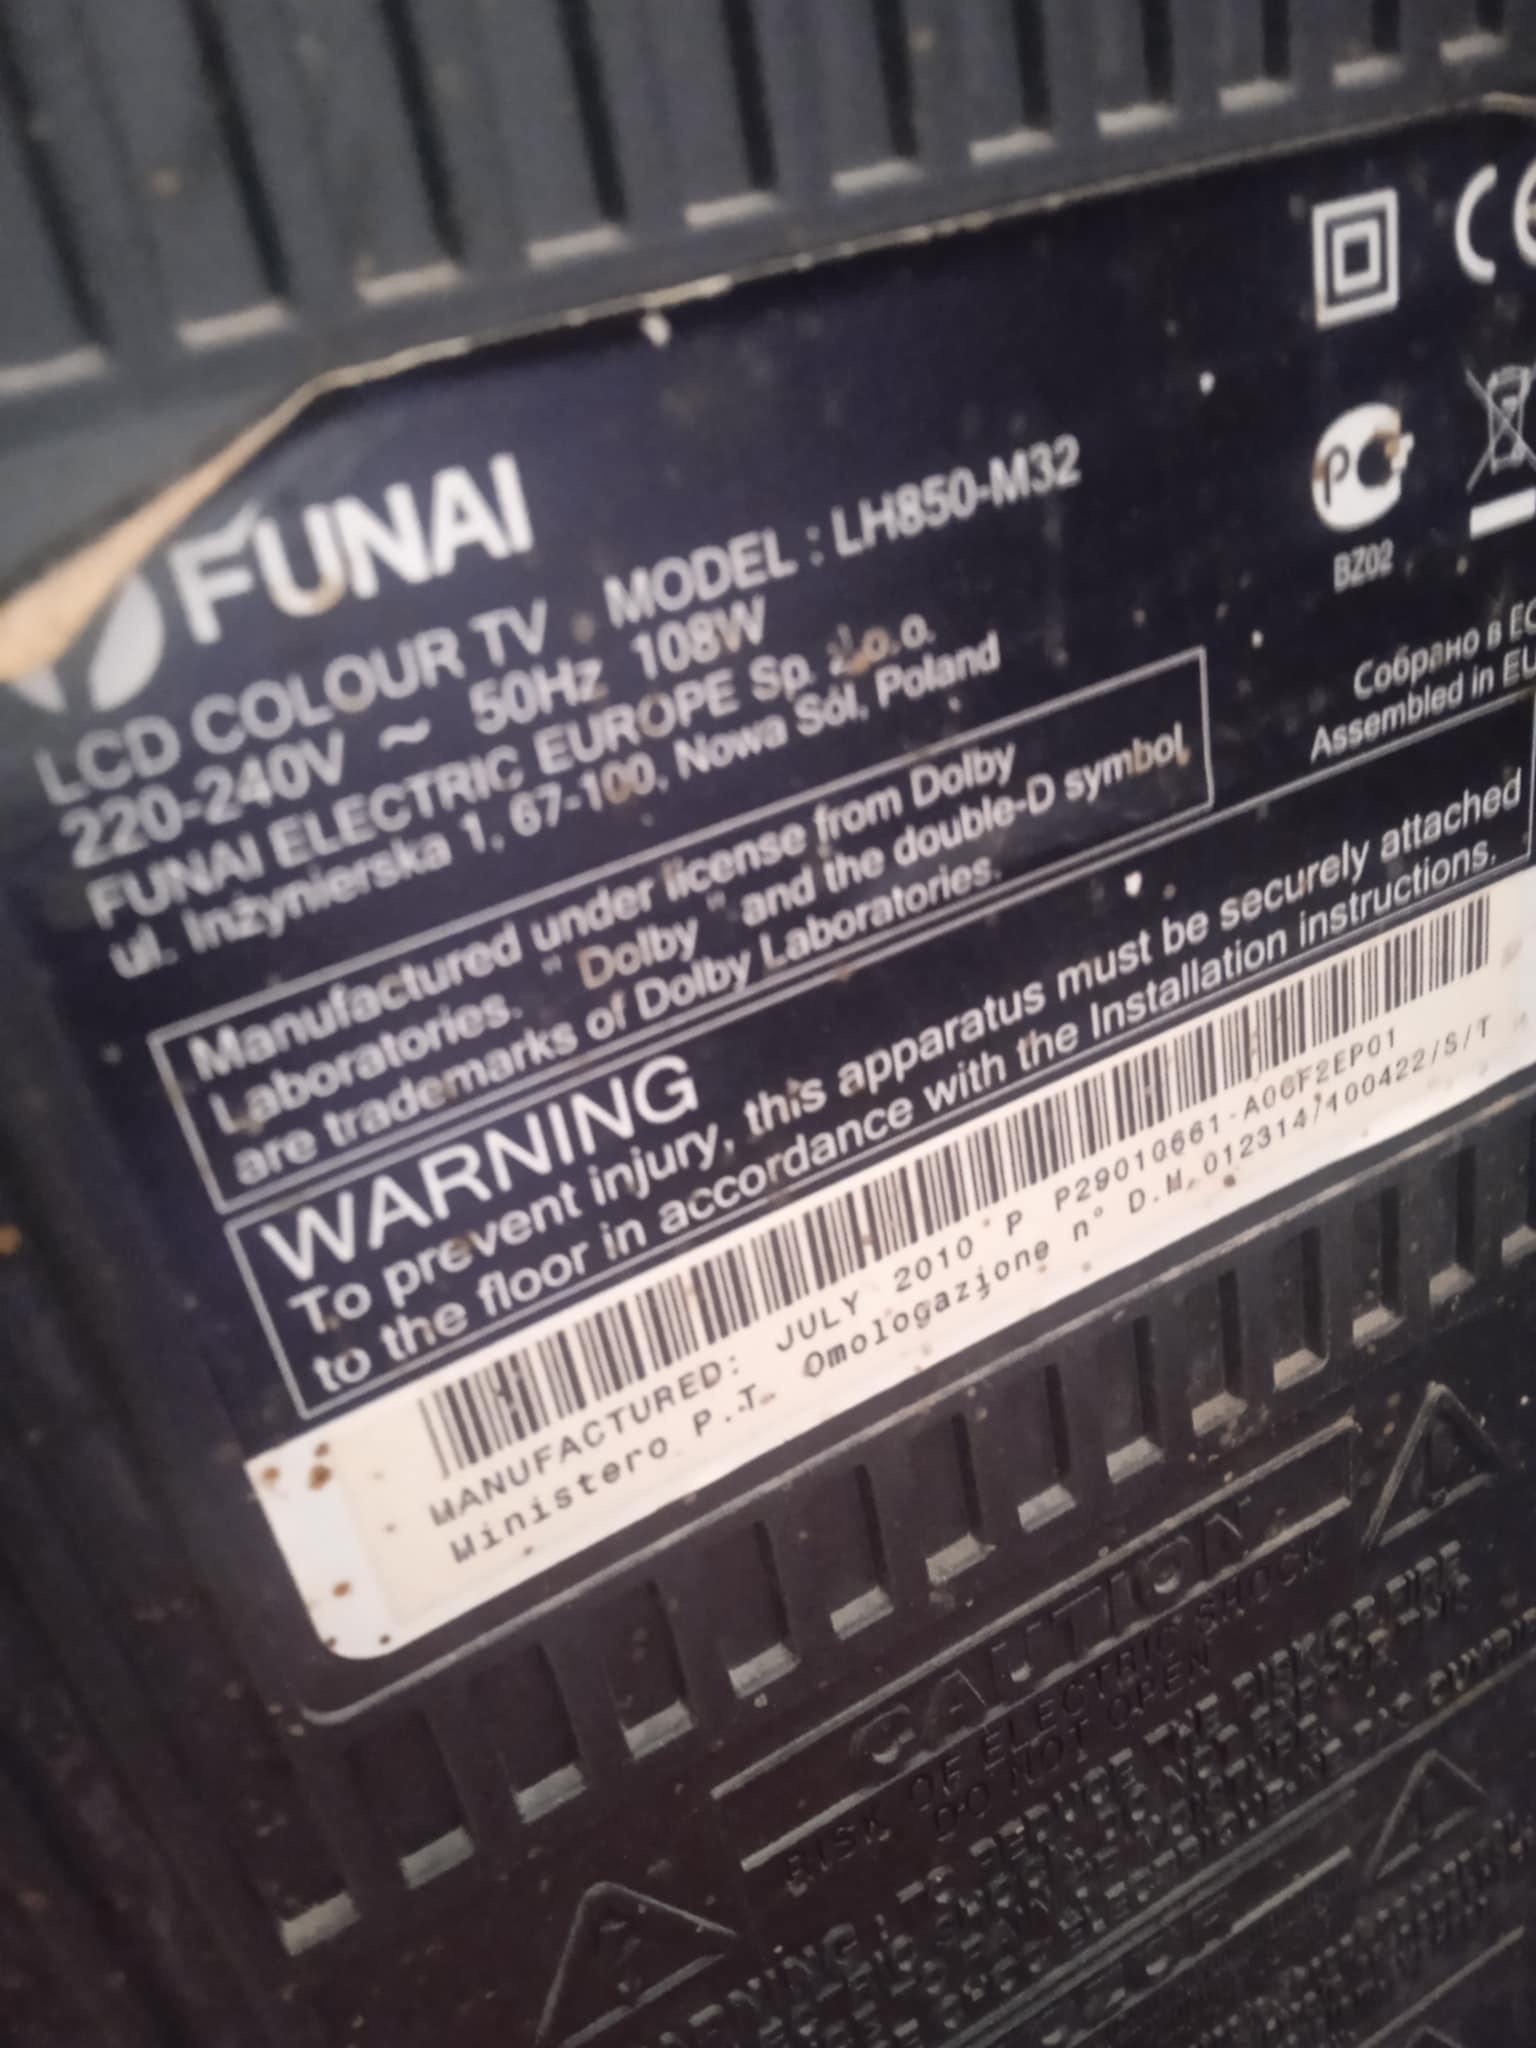 FUNAI
LCD COLOUR TV MODEL : LH850-M32
220-240V ~ 50Hz 108W
FUNAI ELECTRIC EUROPE Sp. z.o.o.
ul. Inżynierska 1, 67-100, Nowa Sól, Poland
CE
BZ02
Собрано в ЕС
Assembled in EU
Manufactured under license from Dolby
Laboratories. " Dolby " and the double-D symbol
are trademarks of Dolby Laboratories.
WARNING
To prevent injury, this apparatus must be securely attached
to the floor in accordance with the Installation instructions.
MANUFACTURED: JULY 2010 P P29010661-A06F2EP01
Ministero P.T. Omologazione n° D.M.012314/400422/S/T
CAUTION
RISK OF ELECTRIC SHOCK
DO NOT OPEN